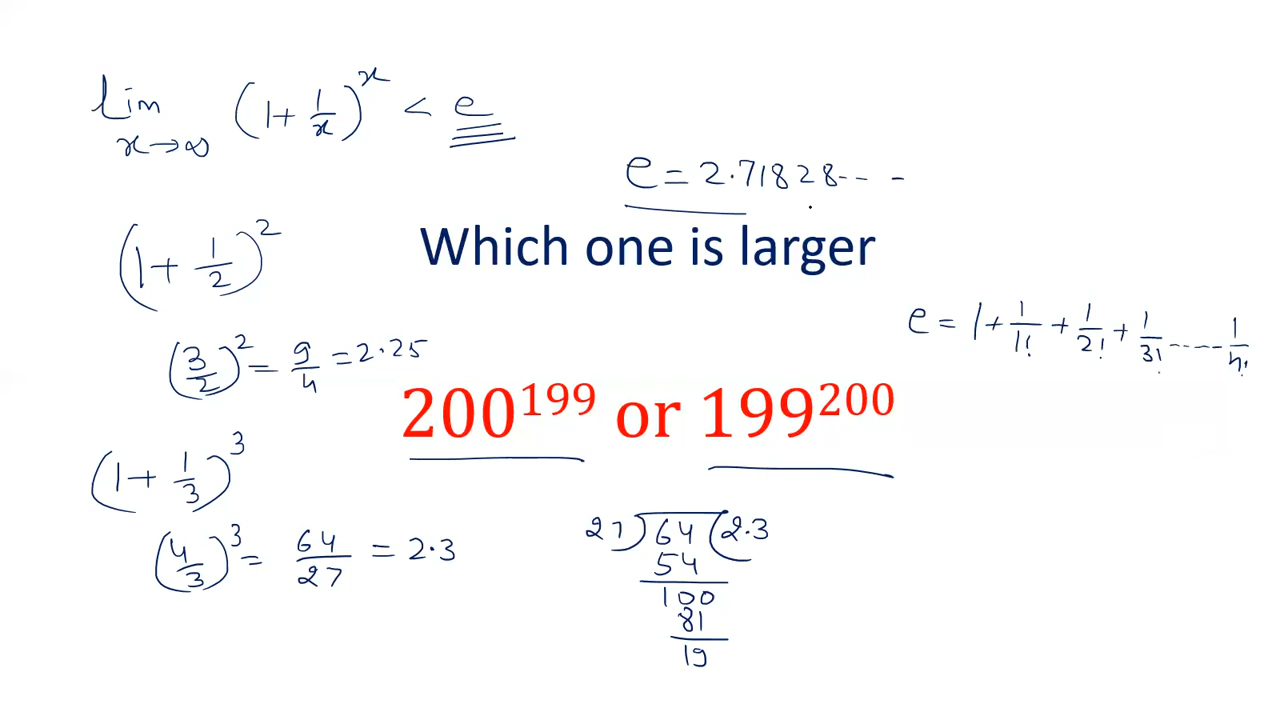 lim x→∞ (1+1/x)^x < e
e = 2.71828-- -
(1+1/2)^2
Which one is larger
e = 1+1/1!+1/2!+1/3!------1/n!
(3/2)^2 = 9/4 = 2.25
200^199 or 199^200
(1+1/3)^3
(4/3)^3 = 64/27 = 2.3
27)64(2.3
54
100
81
19